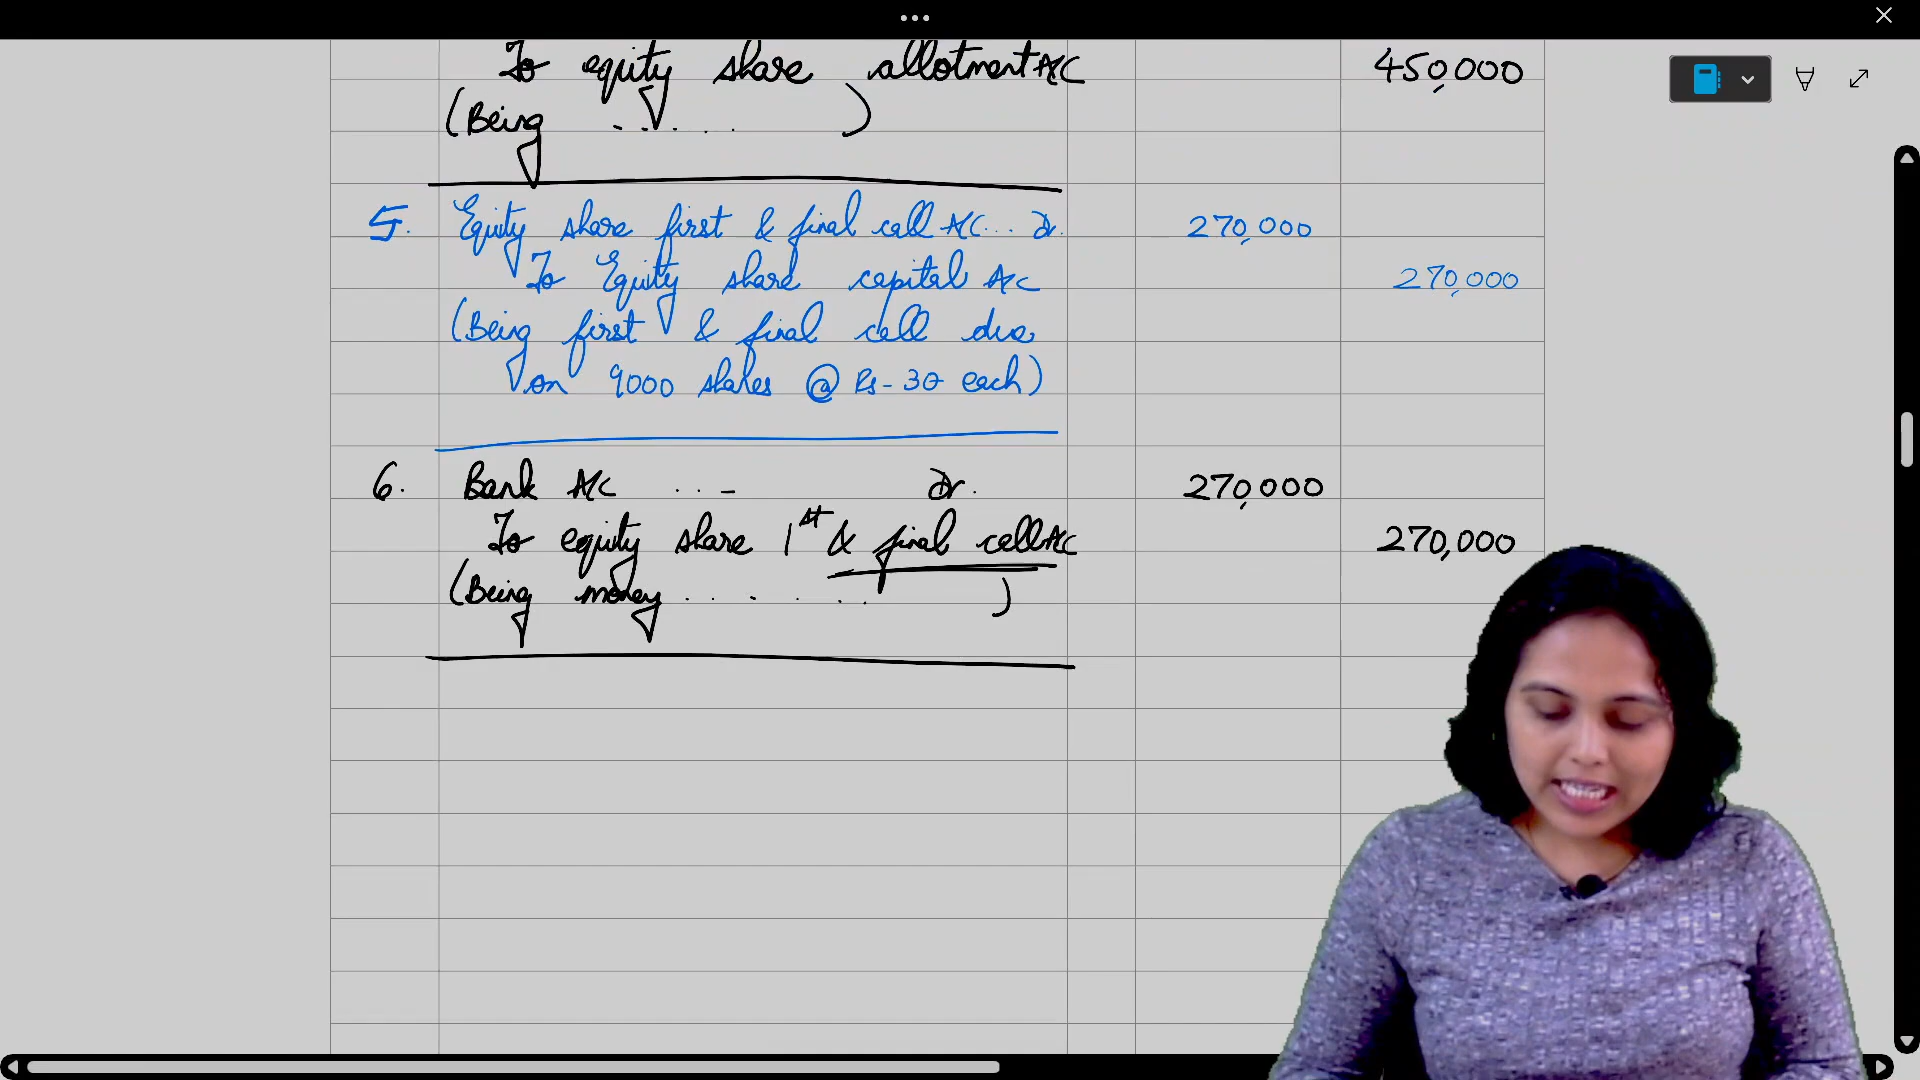 To equity share allotment A/C 450,000
(Being ........ )
5. Equity share first & final call A/C... Dr. 270,000
To Equity share capital A/C 270,000
(Being first & final call due
on 9000 shares @ Rs-30 each)
6. Bank A/C ..- Dr. 270,000
To equity share 1st & final call A/C 270,000
(Being money ........ )